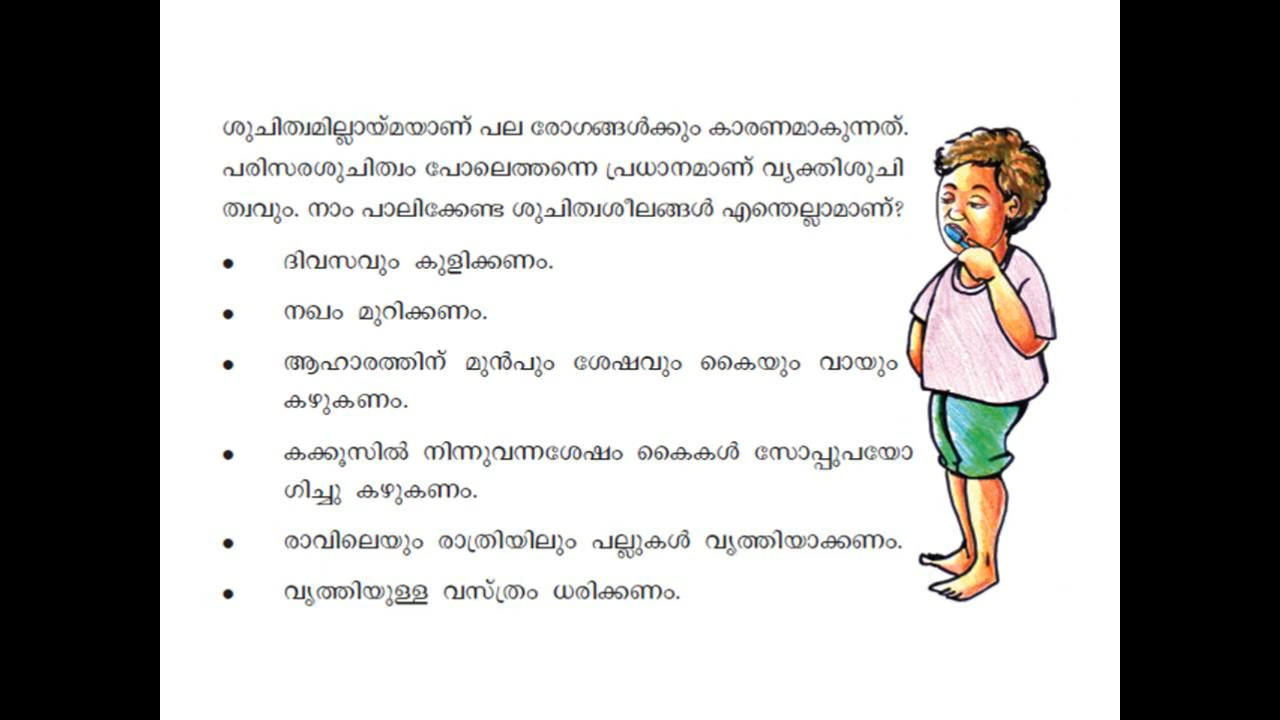 ശുചിത്വമില്ലായ്മയാണ് പല രോഗങ്ങൾക്കും കാരണമാകുന്നത്.
പരിസരശുചിത്വം പോലെത്തന്നെ പ്രധാനമാണ് വ്യക്തിശുചി
ത്വവും. നാം പാലിക്കേണ്ട ശുചിത്വശീലങ്ങൾ എന്തെല്ലാമാണ്?
• ദിവസവും കുളിക്കണം.
• നഖം മുറിക്കണം.
• ആഹാരത്തിന് മുൻപും ശേഷവും കൈയും വായും
കഴുകണം.
• കക്കൂസിൽ നിന്നുവന്നശേഷം കൈകൾ സോപ്പുപയോ
ഗിച്ചു കഴുകണം.
• രാവിലെയും രാത്രിയിലും പല്ലുകൾ വൃത്തിയാക്കണം.
• വൃത്തിയുള്ള വസ്ത്രം ധരിക്കണം.